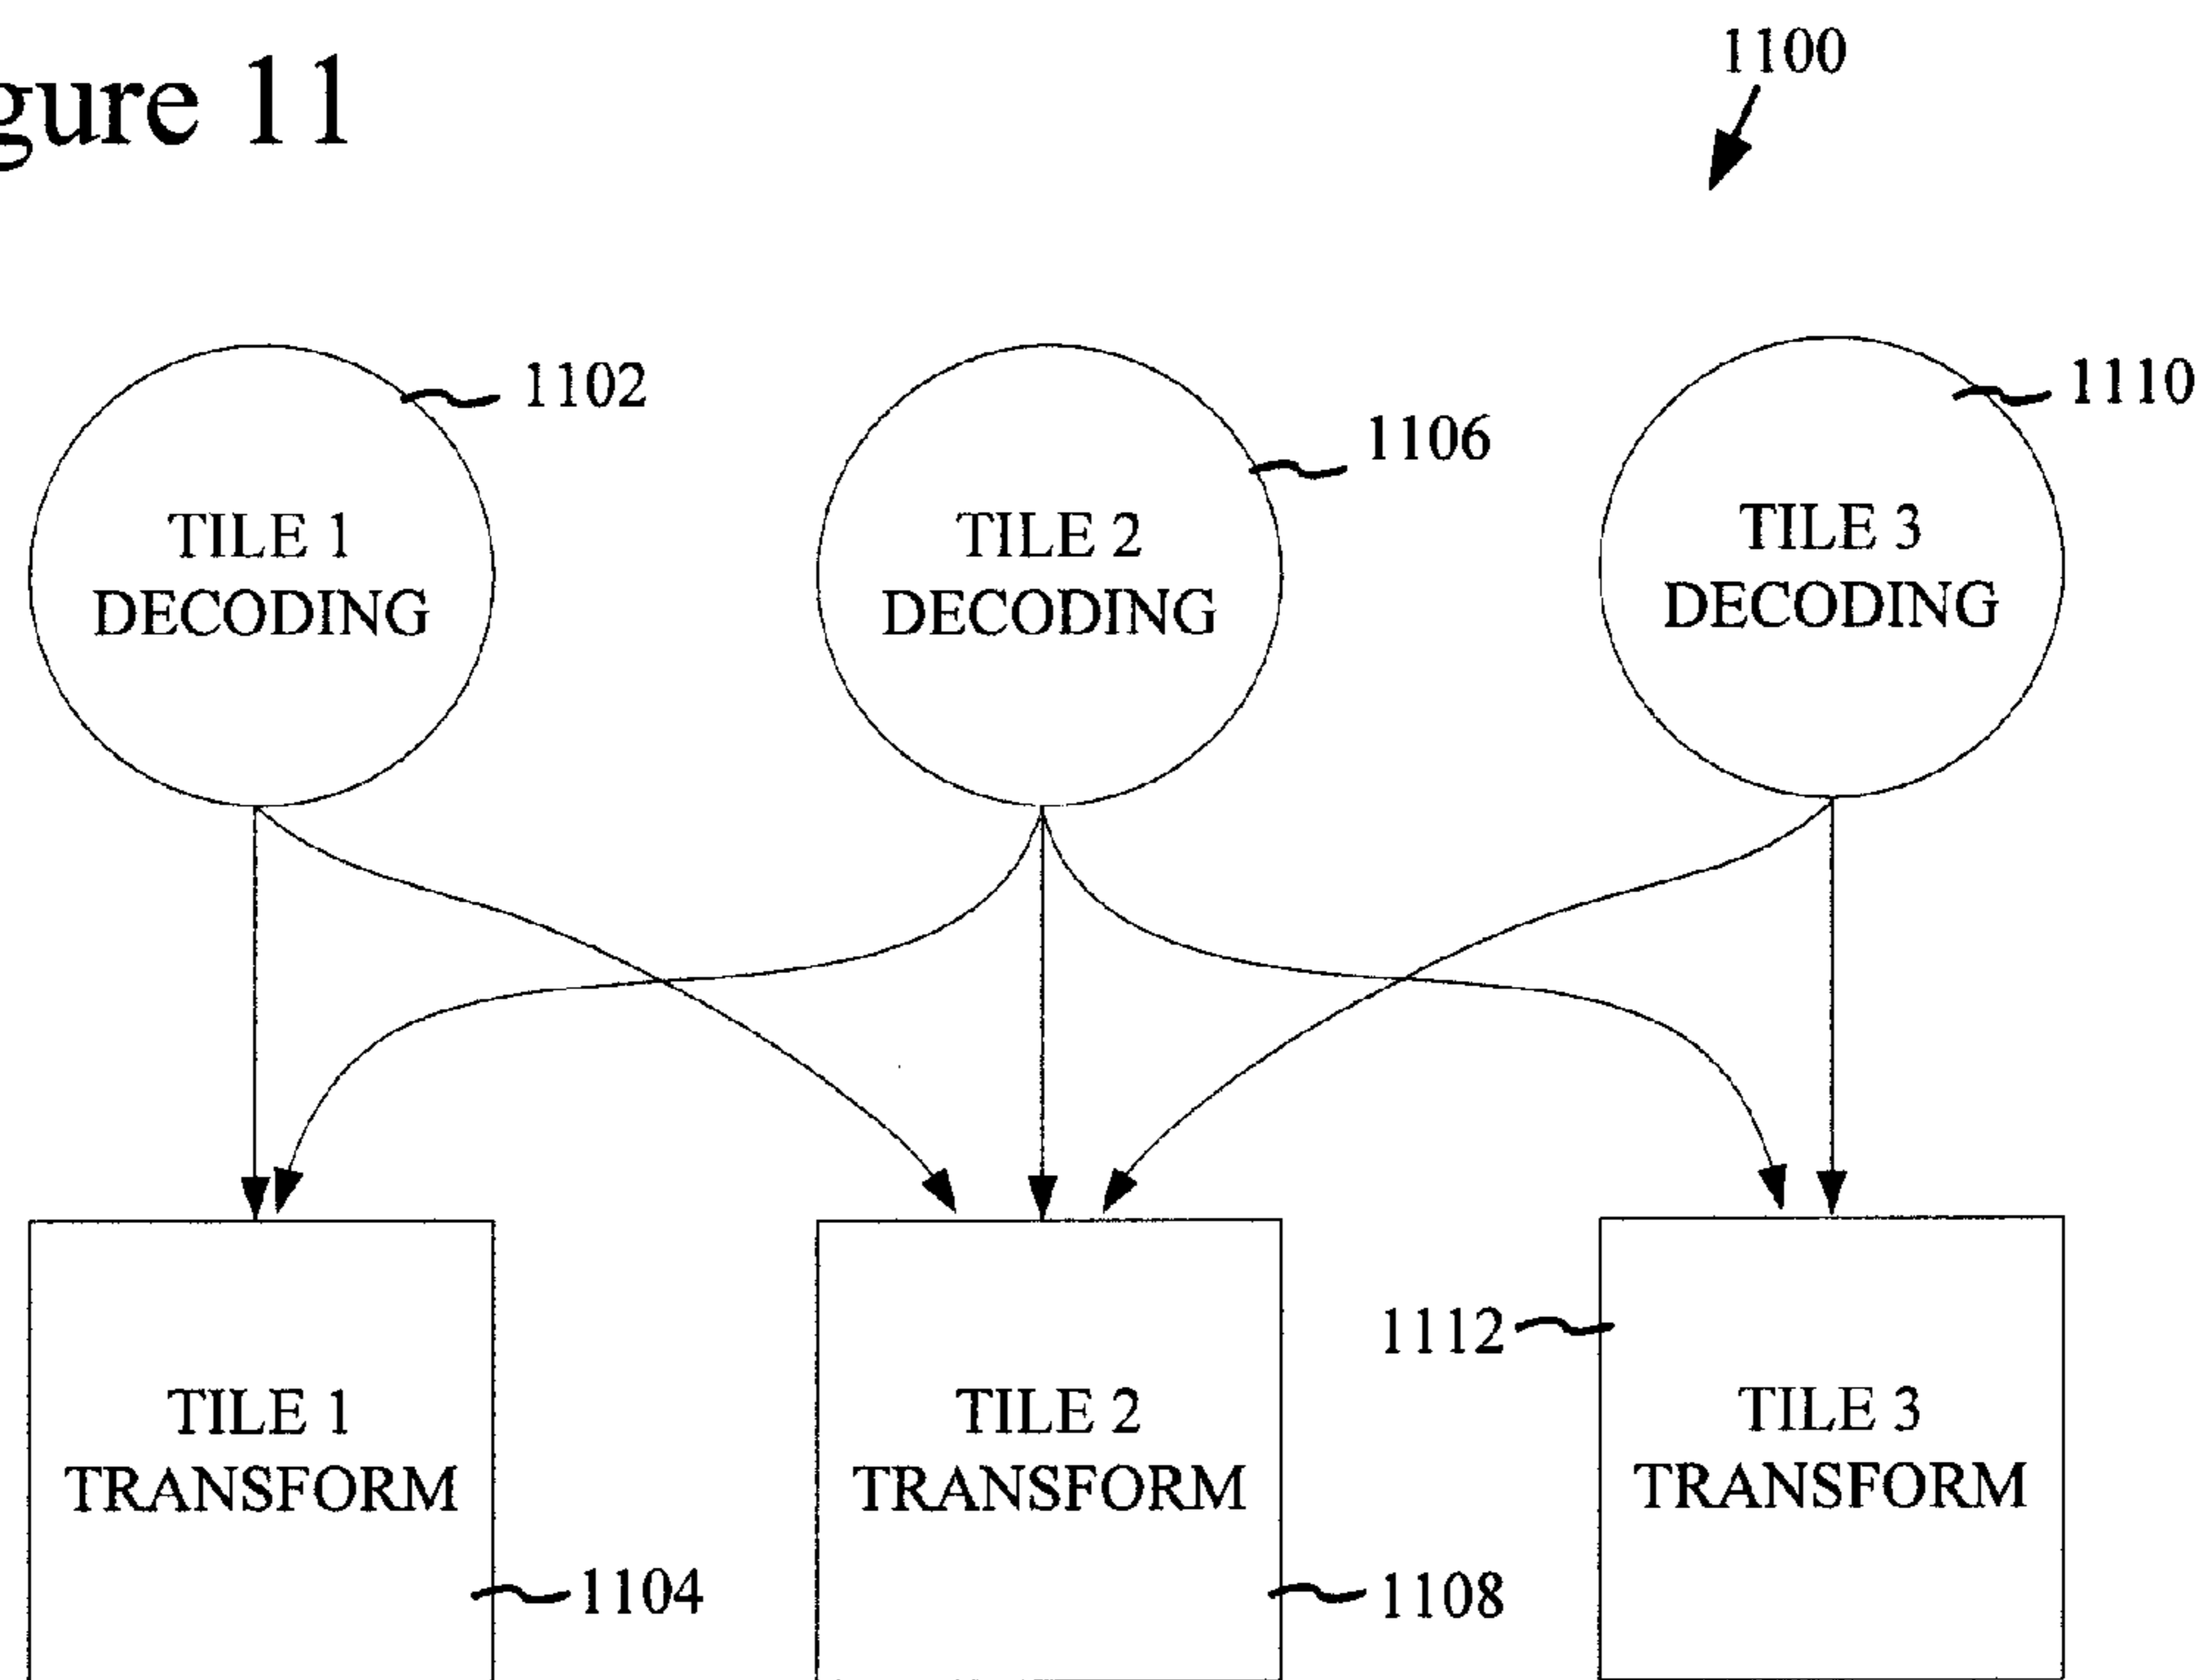 gure 11
1100
1102
1106
1110
TILE 1
DECODING
TILE 2
DECODING
TILE 3
DECODING
1112
TILE 1
TRANSFORM
TILE 2
TRANSFORM
TILE 3
TRANSFORM
1104
1108